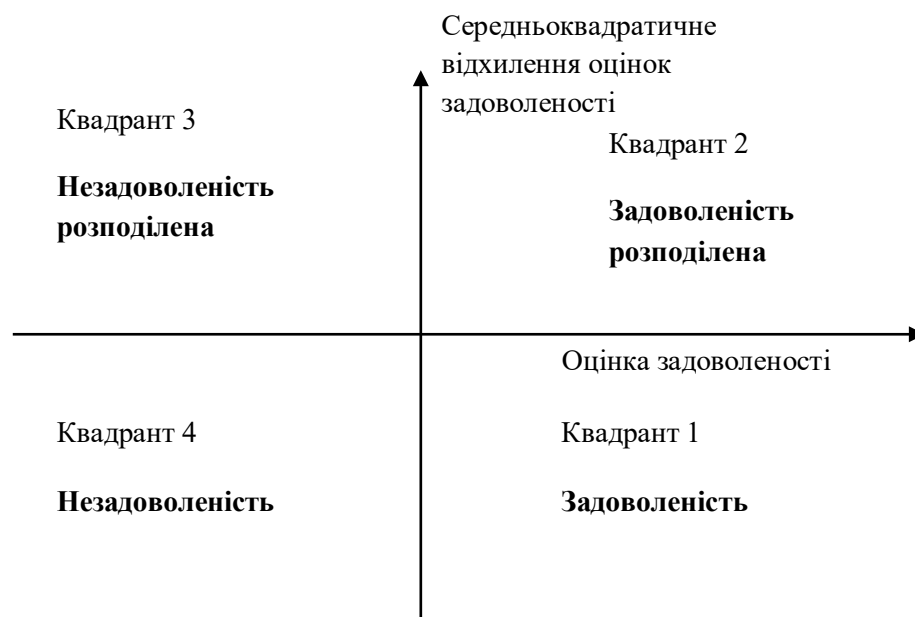 Середньоквадратичне
відхилення оцінок
задоволеності
Квадрант 3
Незадоволеність
розподілена
Квадрант 2
Задоволеність
розподілена
Оцінка задоволеності
Квадрант 4
Незадоволеність
Квадрант 1
Задоволеність